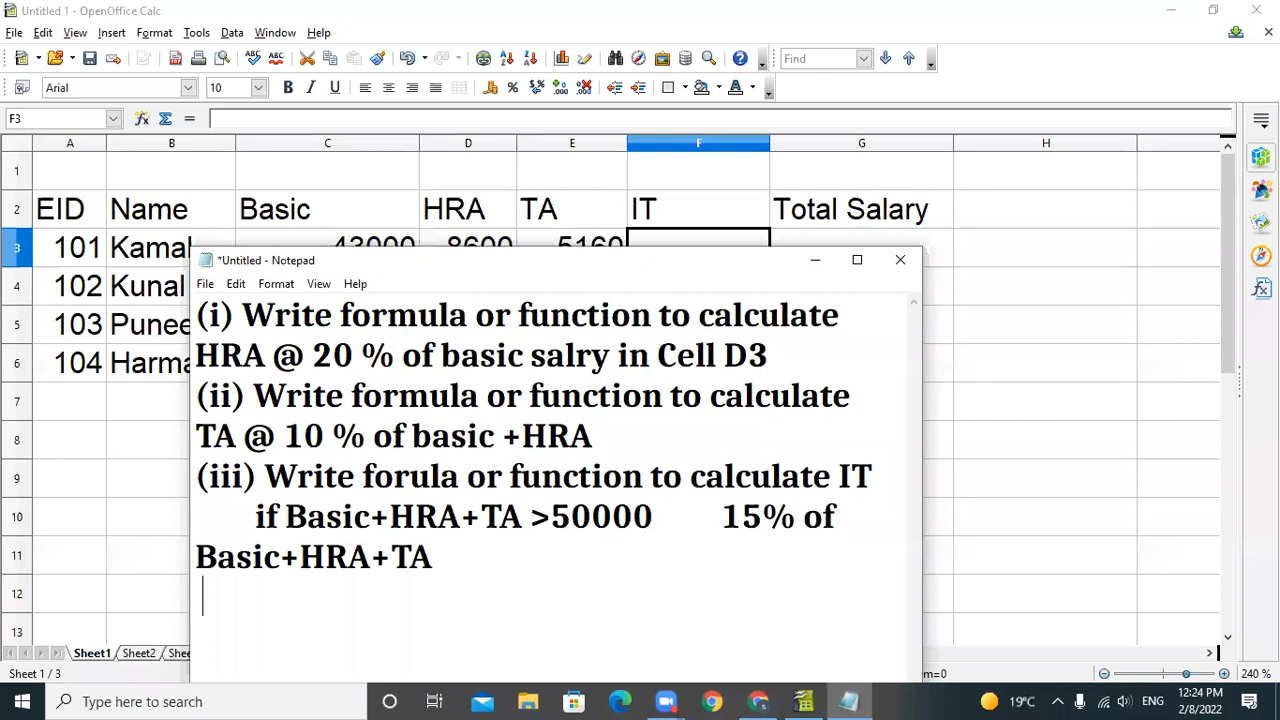 Untitled 1 - OpenOffice Calc
File Edit View Insert Format Tools Data Window Help
Find
Arial 10 B I U
F3
A B C D E F G H
1
2 EID Name Basic HRA TA IT Total Salary
3 101 Kamal 43000 8600 5160
4 102 Kunal
5 103 Punee
6 104 Harma
7
8
9
10
11
12
13
*Untitled - Notepad
File Edit Format View Help
(i) Write formula or function to calculate
HRA @ 20 % of basic salry in Cell D3
(ii) Write formula or function to calculate
TA @ 10 % of basic +HRA
(iii) Write forula or function to calculate IT
if Basic+HRA+TA >50000 15% of
Basic+HRA+TA
Sheet1 Sheet2 Shee
Sheet 1 / 3 m=0 240 %
Type here to search
19°C ENG 12:24 PM
2/8/2022